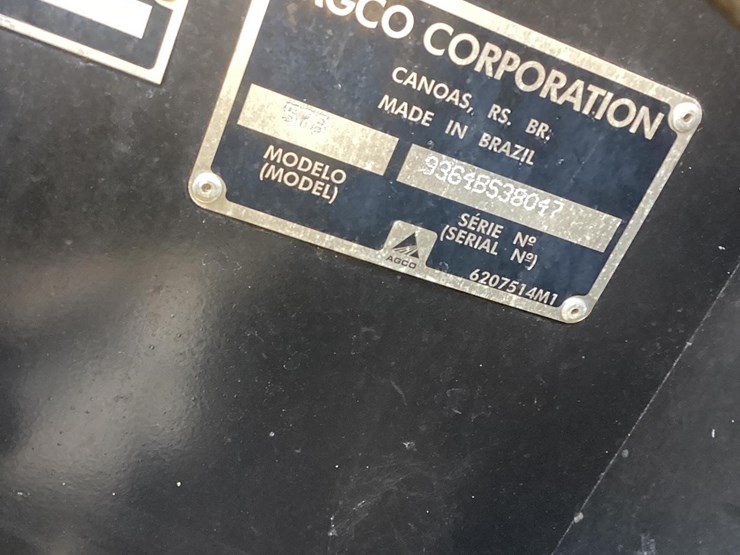 AGCO CORPORATION
CANOAS, RS, BR.
MADE IN BRAZIL
MODELO
(MODEL)
9364BS38047
SÉRIE Nº
(SERIAL Nº)
AGCO
6207514M1